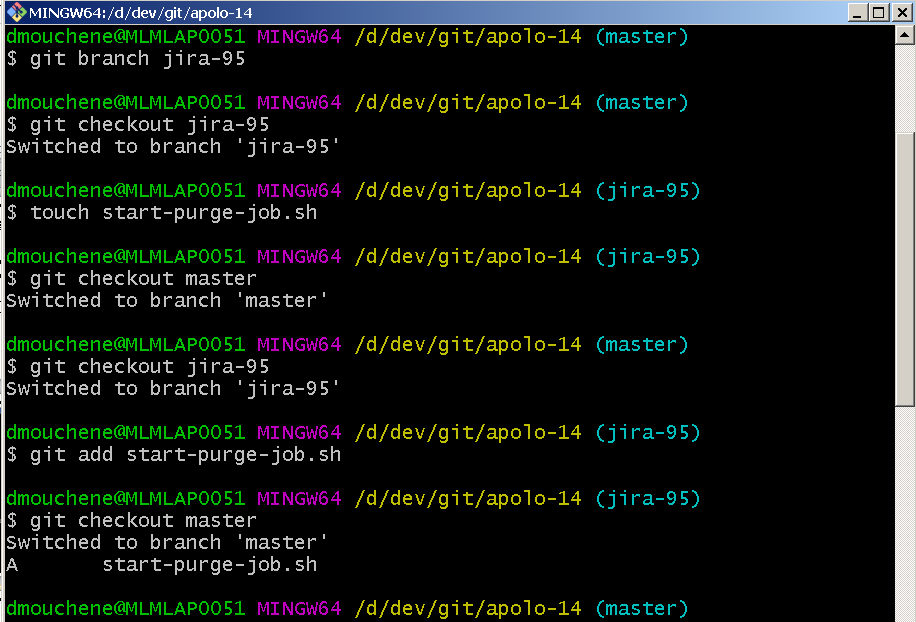 MINGW64:/d/dev/git/apolo-14
dmouchene@MLMLAP0051 MINGW64 /d/dev/git/apolo-14 (master)
$ git branch jira-95
dmouchene@MLMLAP0051 MINGW64 /d/dev/git/apolo-14 (master)
$ git checkout jira-95
Switched to branch 'jira-95'
dmouchene@MLMLAP0051 MINGW64 /d/dev/git/apolo-14 (jira-95)
$ touch start-purge-job.sh
dmouchene@MLMLAP0051 MINGW64 /d/dev/git/apolo-14 (jira-95)
$ git checkout master
Switched to branch 'master'
dmouchene@MLMLAP0051 MINGW64 /d/dev/git/apolo-14 (master)
$ git checkout jira-95
Switched to branch 'jira-95'
dmouchene@MLMLAP0051 MINGW64 /d/dev/git/apolo-14 (jira-95)
$ git add start-purge-job.sh
dmouchene@MLMLAP0051 MINGW64 /d/dev/git/apolo-14 (jira-95)
$ git checkout master
Switched to branch 'master'
A       start-purge-job.sh
dmouchene@MLMLAP0051 MINGW64 /d/dev/git/apolo-14 (master)